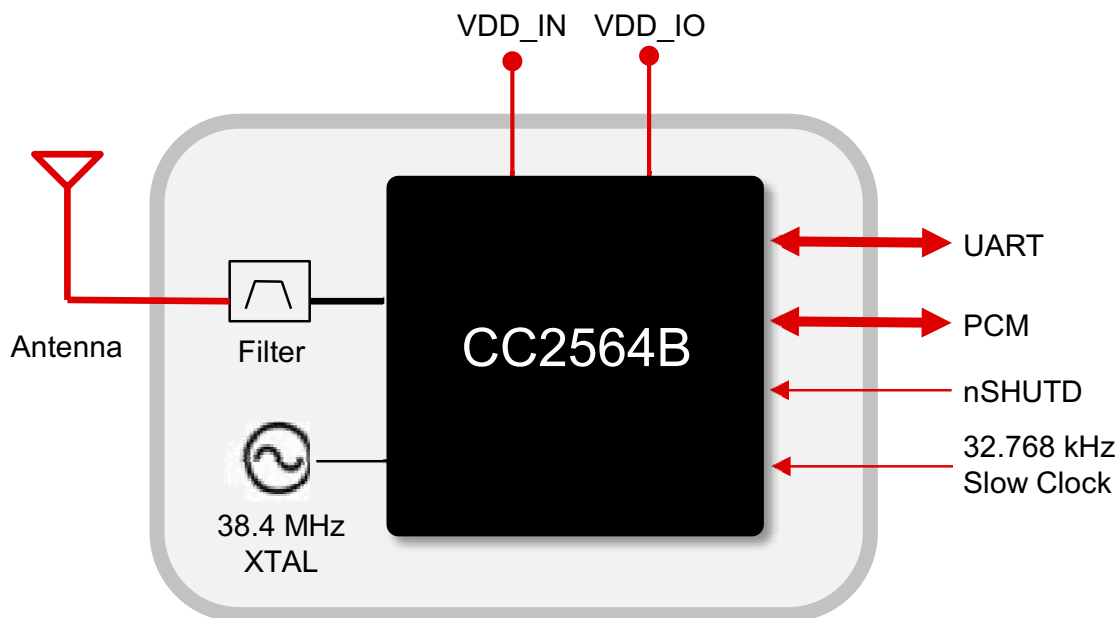 VDD_IN VDD_IO
UART
CC2564B
PCM
Antenna
Filter
nSHUTD
32.768 kHz
Slow Clock
38.4 MHz
XTAL